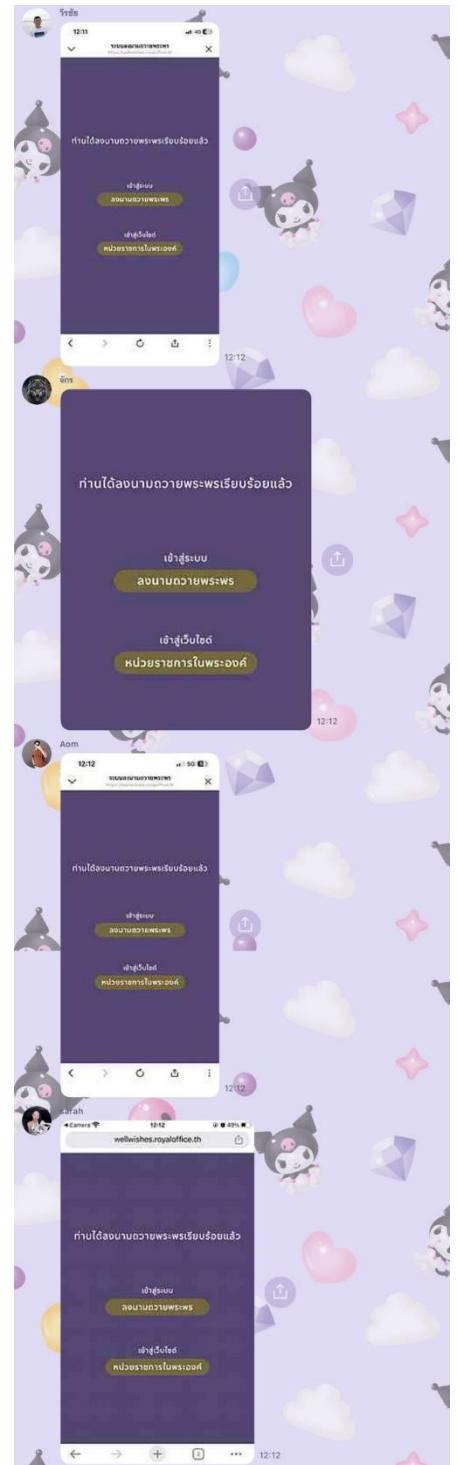 วีรชัย
12:11
ระบบลงนามถวายพระพร
ท่านได้ลงนามถวายพระพรเรียบร้อยแล้ว
เข้าสู่ระบบ
ลงนามถวายพระพร
เข้าสู่เว็บไซต์
หน่วยราชการในพระองค์
12:12
จักร
ท่านได้ลงนามถวายพระพรเรียบร้อยแล้ว
เข้าสู่ระบบ
ลงนามถวายพระพร
เข้าสู่เว็บไซต์
หน่วยราชการในพระองค์
12:12
Aom
12:12
ระบบลงนามถวายพระพร
ท่านได้ลงนามถวายพระพรเรียบร้อยแล้ว
เข้าสู่ระบบ
ลงนามถวายพระพร
เข้าสู่เว็บไซต์
หน่วยราชการในพระองค์
12:12
sarah
Camera 12:12 49%
wellwishes.royaloffice.th
ท่านได้ลงนามถวายพระพรเรียบร้อยแล้ว
เข้าสู่ระบบ
ลงนามถวายพระพร
เข้าสู่เว็บไซต์
หน่วยราชการในพระองค์
2
12:12